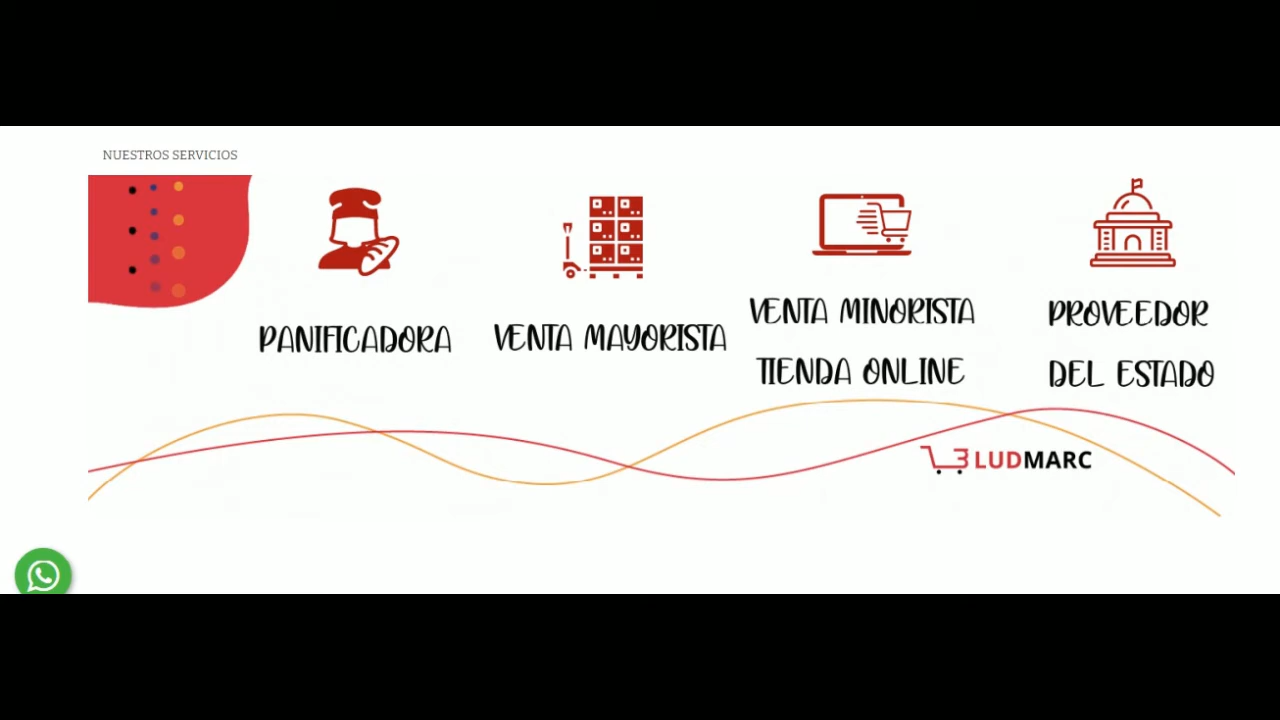 NUESTROS SERVICIOS
PANIFICADORA
VENTA MAYORISTA
VENTA MINORISTA
TIENDA ONLINE
PROVEEDOR
DEL ESTADO
LUDMARC